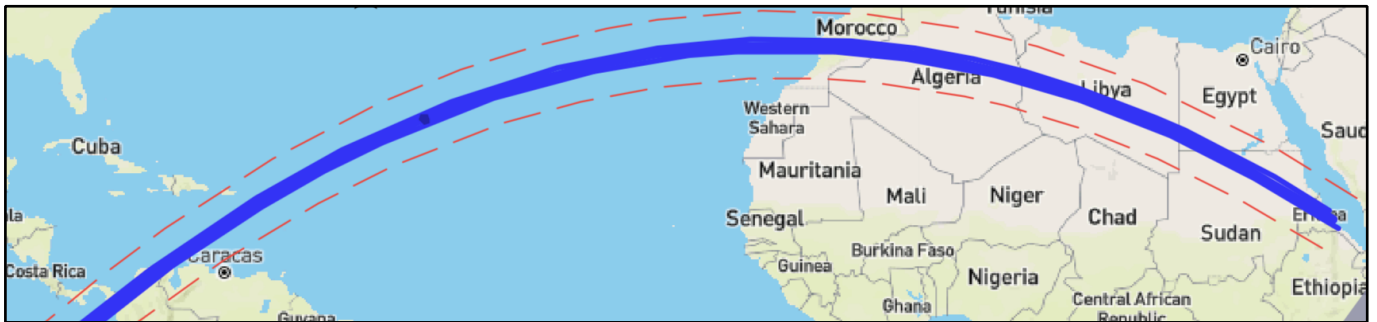 Tunisia
Morocco
Cairo
Algeria
Libya
Egypt
Western
Sahara
Saud
Cuba
Mauritania
Mali
Niger
Chad
Senegal
Sudan
Burkina Faso
Caracas
Costa Rica
Guinea
Nigeria
Ethiopia
Ghana
Central African
Republic
Guyana